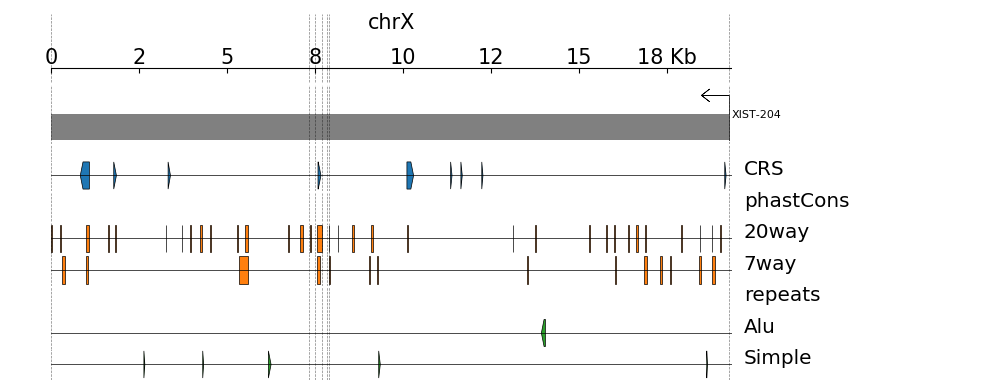 chrX
0 2 5 8 10 12 15 18 Kb
XIST-204
CRS
phastCons
20way
7way
repeats
Alu
Simple